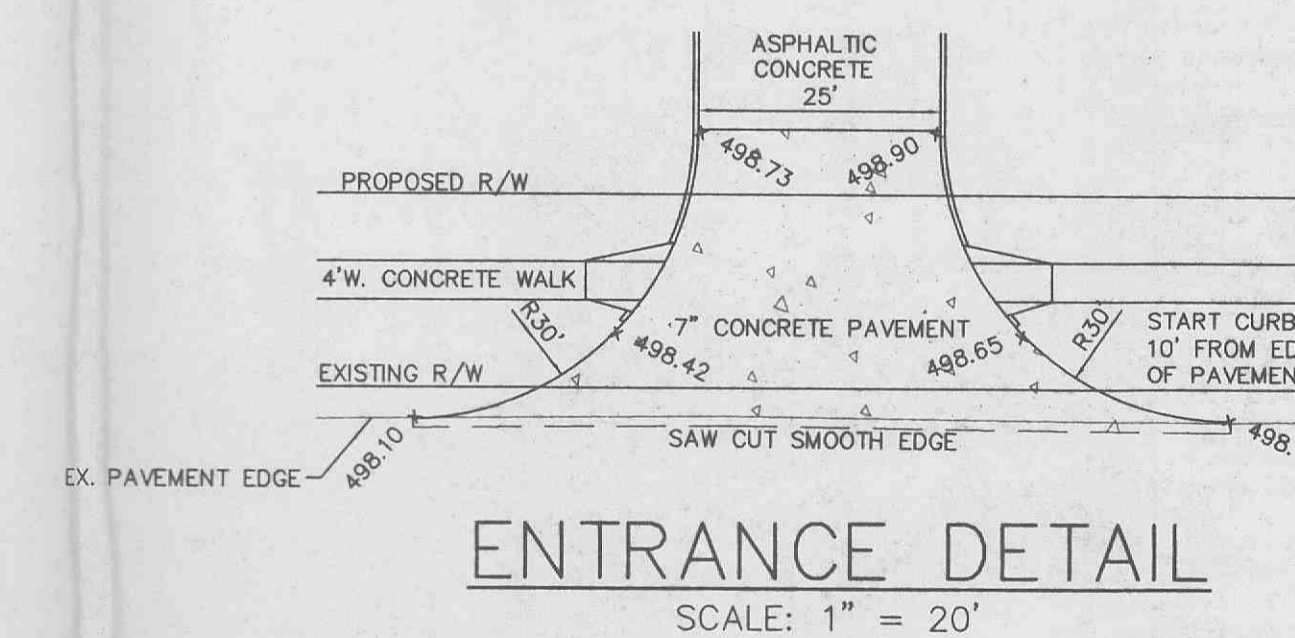 ASPHALTIC
CONCRETE
25'
498.73
498.90
PROPOSED R/W
4'W. CONCRETE WALK
R30'
7" CONCRETE PAVEMENT
R30'
START CURB
10' FROM ED
OF PAVEMEN
498.42
498.65
EXISTING R/W
SAW CUT SMOOTH EDGE
498.10
498.
EX. PAVEMENT EDGE
ENTRANCE DETAIL
SCALE: 1" = 20'